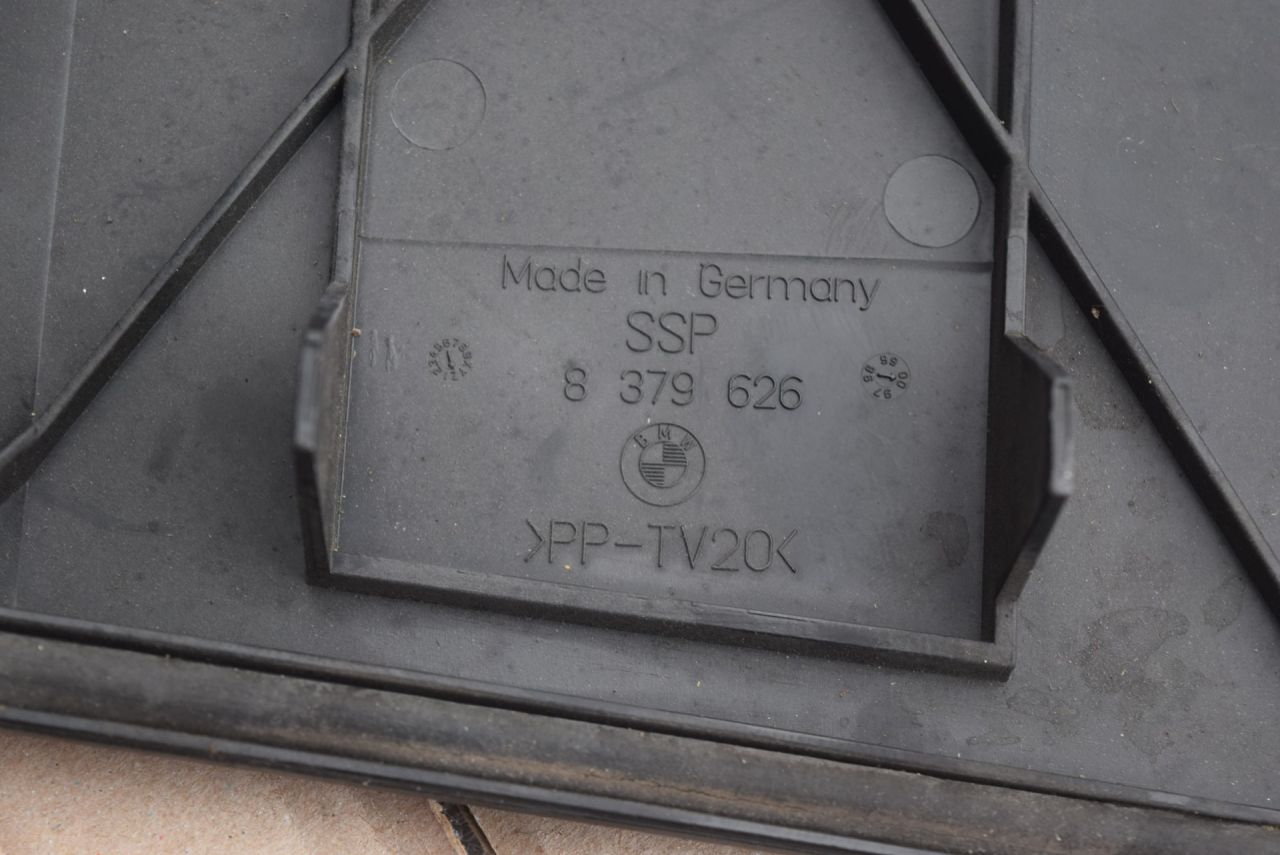 Made in Germany
SSP
8 379 626
BMW
>PP-TV20<